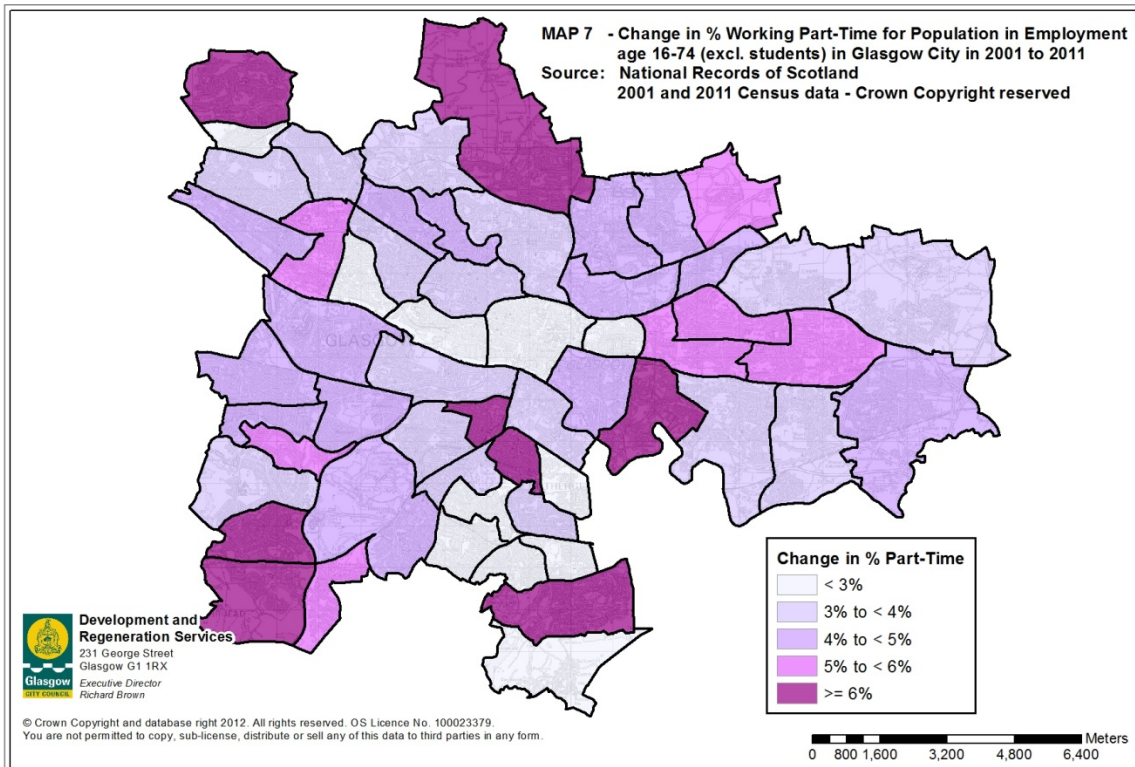 MAP 7 - Change in % Working Part-Time for Population in Employment
age 16-74 (excl. students) in Glasgow City in 2001 to 2011
Source: National Records of Scotland
2001 and 2011 Census data - Crown Copyright reserved
Change in % Part-Time
< 3%
3% to < 4%
4% to < 5%
5% to < 6%
>= 6%
Development and
Regeneration Services
231 George Street
Glasgow G1 1RX
Executive Director
Richard Brown
Glasgow
CITY COUNCIL
© Crown Copyright and database right 2012. All rights reserved. OS Licence No. 100023379.
You are not permitted to copy, sub-license, distribute or sell any of this data to third parties in any form.
Meters
0 800 1,600 3,200 4,800 6,400